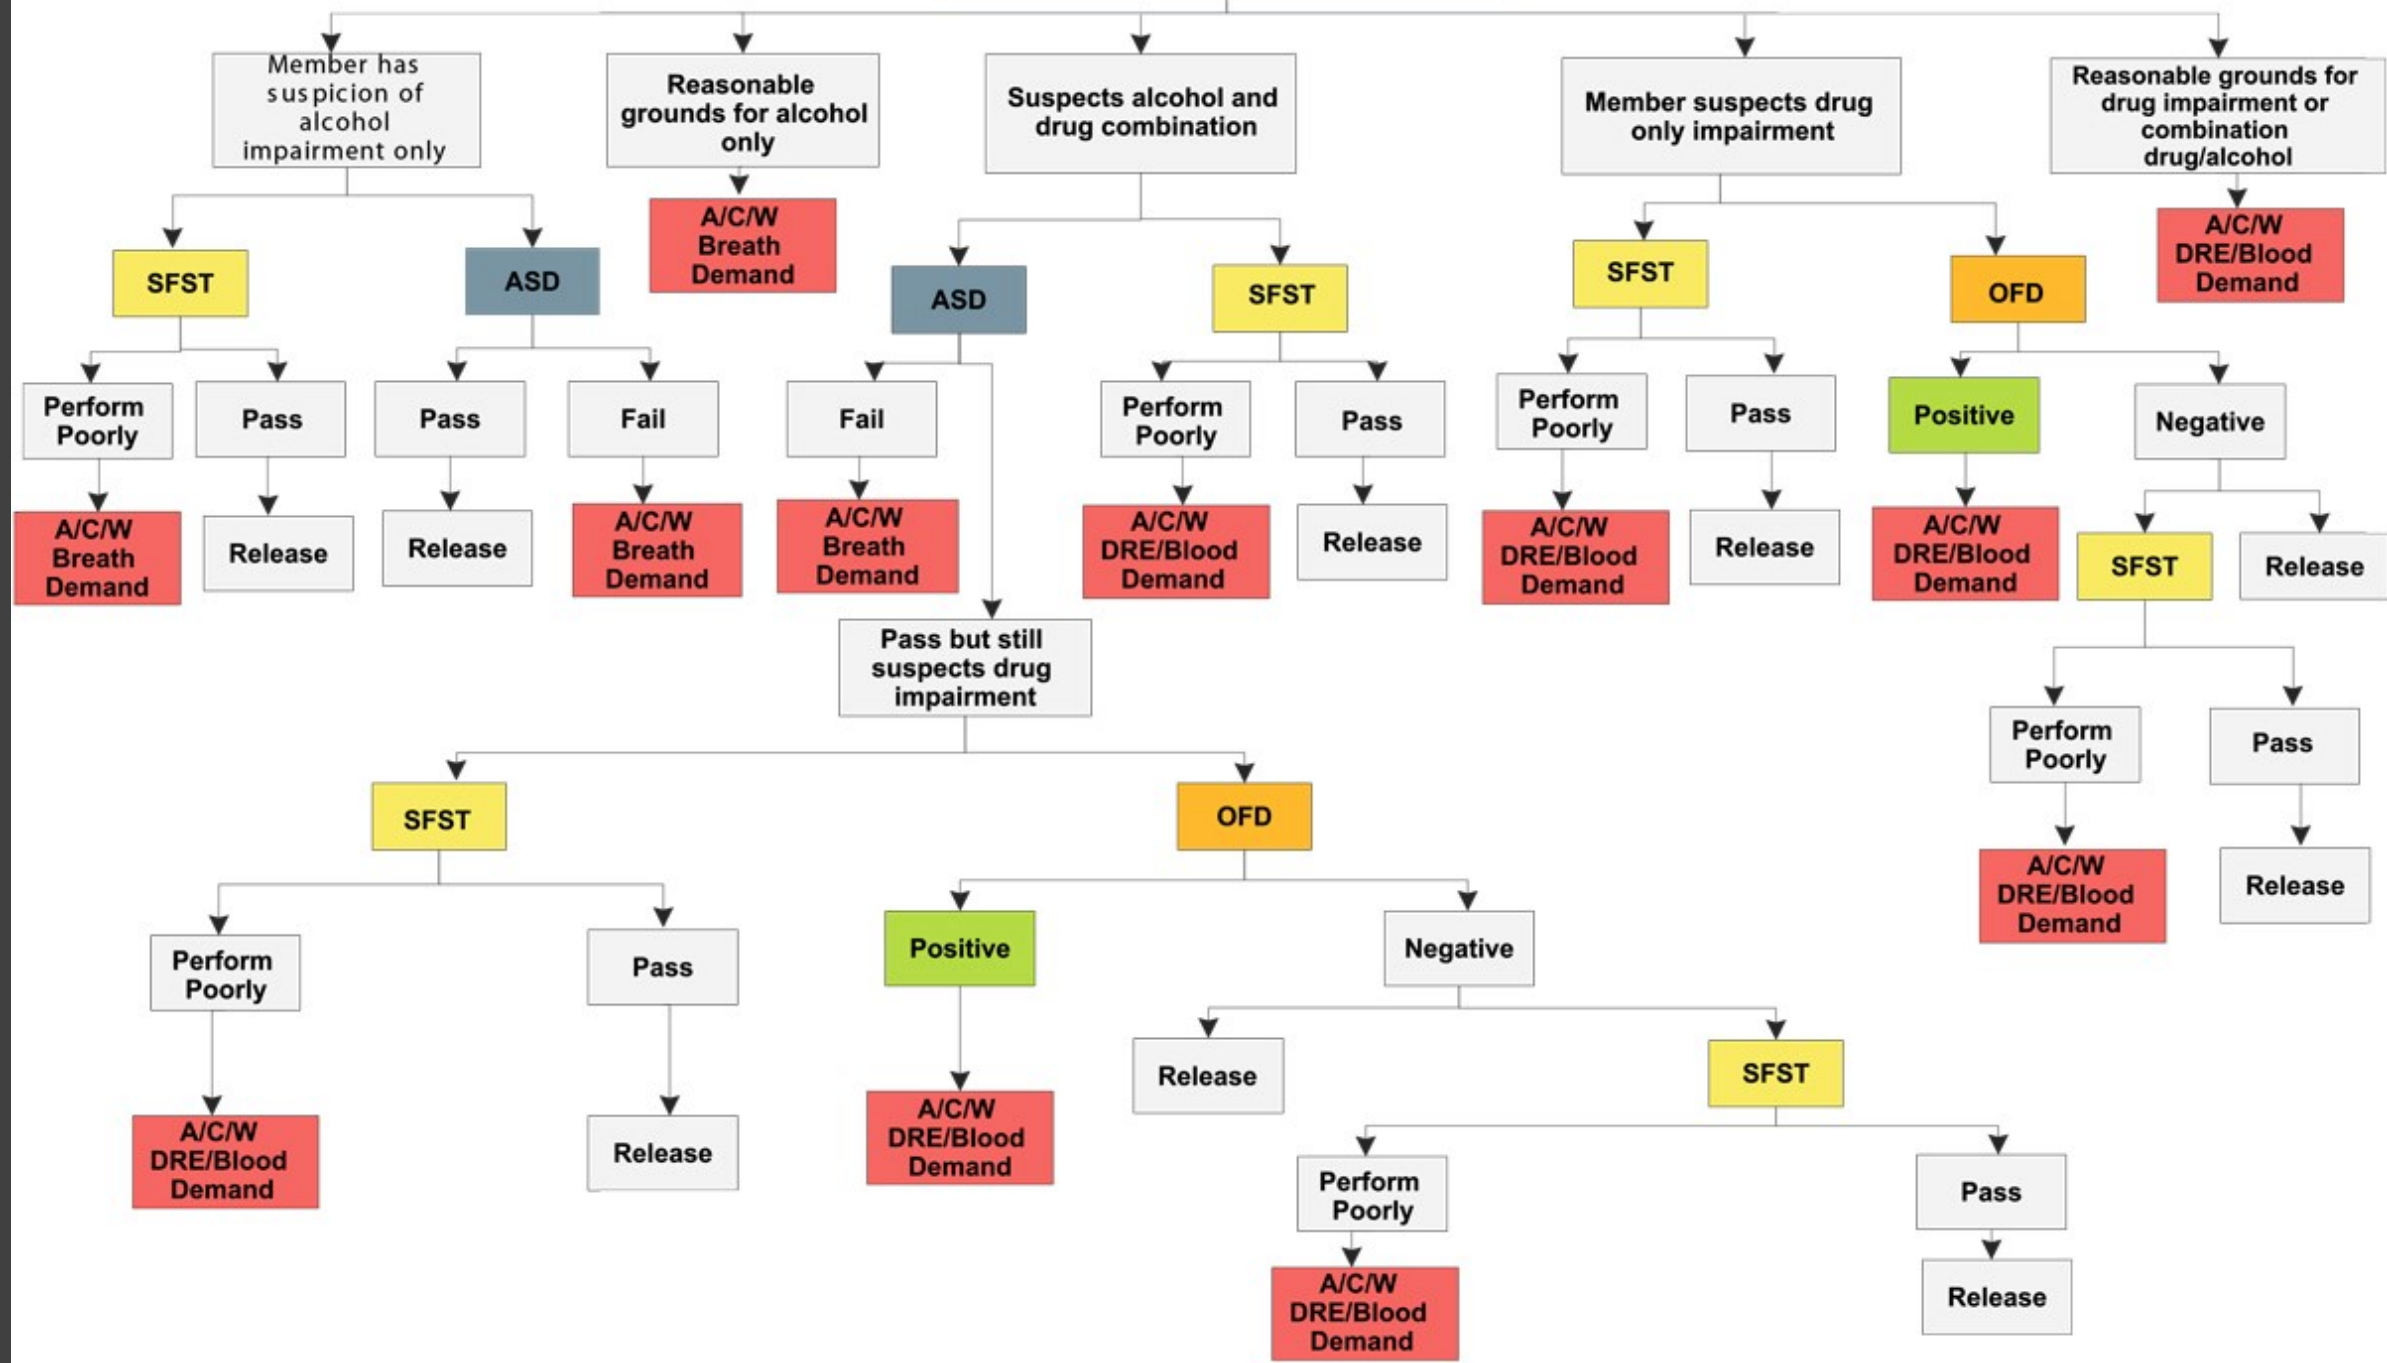 Member has
suspicion of
alcohol
impairment only
Reasonable
grounds for alcohol
only
Suspects alcohol and
drug combination
Member suspects drug
only impairment
Reasonable grounds for
drug impairment or
combination
drug/alcohol
A/C/W
Breath
Demand
A/C/W
DRE/Blood
Demand
SFST
ASD
ASD
SFST
SFST
OFD
Perform
Poorly
Pass
Pass
Fail
Fail
Perform
Poorly
Pass
Perform
Poorly
Pass
Positive
Negative
A/C/W
Breath
Demand
Release
Release
A/C/W
Breath
Demand
A/C/W
Breath
Demand
A/C/W
DRE/Blood
Demand
Release
A/C/W
DRE/Blood
Demand
Release
A/C/W
DRE/Blood
Demand
SFST
Release
Pass but still
suspects drug
impairment
Perform
Poorly
Pass
SFST
OFD
A/C/W
DRE/Blood
Demand
Release
Perform
Poorly
Pass
Positive
Negative
Release
SFST
A/C/W
DRE/Blood
Demand
Release
A/C/W
DRE/Blood
Demand
Perform
Poorly
Pass
A/C/W
DRE/Blood
Demand
Release